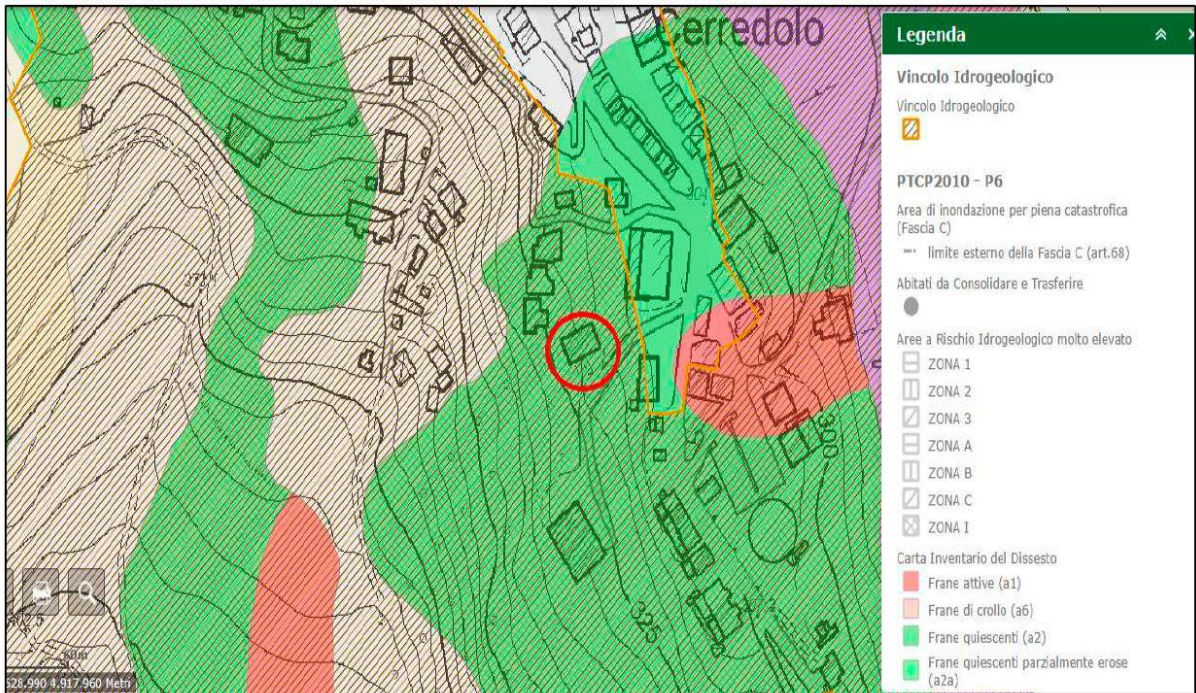 Cerredolo
Legenda
Vincolo Idrogeologico
Vincolo Idrogeologico
PTCP2010 - P6
Area di inondazione per piena catastrofica
(Fascia C)
limite esterno della Fascia C (art.68)
Abitati da Consolidare e Trasferire
Aree a Rischio Idrogeologico molto elevato
ZONA 1
ZONA 2
ZONA 3
ZONA A
ZONA B
ZONA C
ZONA I
Carta Inventario del Dissesto
Frane attive (a1)
Frane di crollo (a6)
Frane quiescenti (a2)
Frane quiescenti parzialmente erose
(a2a)
300
325
60m
528.990 4.917.960 Metri